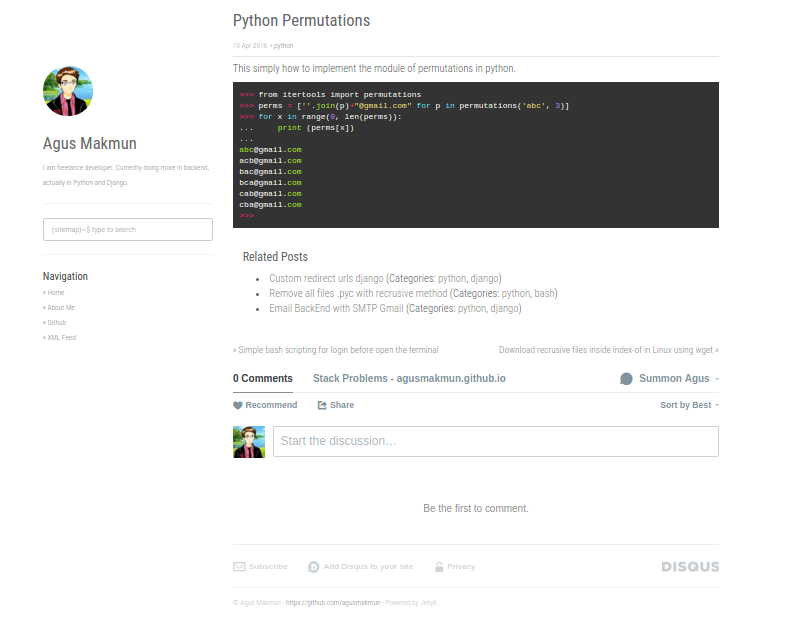 Agus Makmun
I am freelance developer. Currently doing more in backend,
actually in Python and Django.
(sitemap)~$ type to search
Navigation
» Home
» About Me
» Github
» XML Feed
Python Permutations
19 Apr 2016 » python
This simply how to implement the module of permutations in python.
>>> from itertools import permutations
>>> perms = [''.join(p)+"@gmail.com" for p in permutations('abc', 3)]
>>> for x in range(0, len(perms)):
...     print (perms[x])
...
abc@gmail.com
acb@gmail.com
bac@gmail.com
bca@gmail.com
cab@gmail.com
cba@gmail.com
>>>
Related Posts
• Custom redirect urls django (Categories: python, django)
• Remove all files .pyc with recrusive method (Categories: python, bash)
• Email BackEnd with SMTP Gmail (Categories: python, django)
« Simple bash scripting for login before open the terminal Download recrusive files inside index-of in Linux using wget »
0 Comments Stack Problems - agusmakmun.github.io Summon Agus
Recommend Share Sort by Best
Start the discussion…
Be the first to comment.
Subscribe Add Disqus to your site Privacy DISQUS
© Agus Makmun - https://github.com/agusmakmun - Powered by Jekyll.